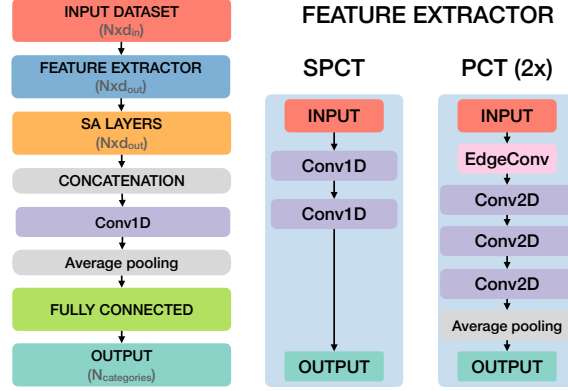 INPUT DATASET
(Nxd_in)
FEATURE EXTRACTOR
(Nxd_out)
SA LAYERS
(Nxd_out)
CONCATENATION
Conv1D
Average pooling
FULLY CONNECTED
OUTPUT
(N_categories)
FEATURE EXTRACTOR
SPCT
INPUT
Conv1D
Conv1D
OUTPUT
PCT (2x)
INPUT
EdgeConv
Conv2D
Conv2D
Conv2D
Average pooling
OUTPUT